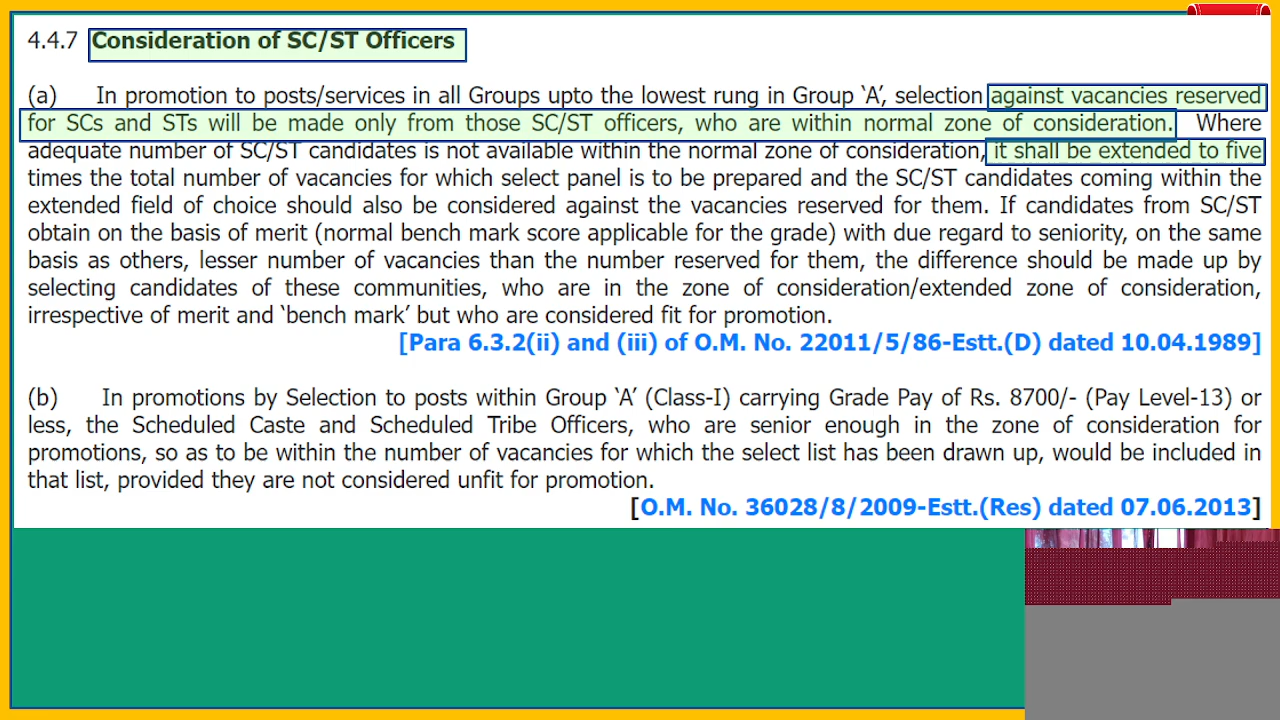 4.4.7 Consideration of SC/ST Officers
(a) In promotion to posts/services in all Groups upto the lowest rung in Group ‘A’, selection against vacancies reserved
for SCs and STs will be made only from those SC/ST officers, who are within normal zone of consideration. Where
adequate number of SC/ST candidates is not available within the normal zone of consideration, it shall be extended to five
times the total number of vacancies for which select panel is to be prepared and the SC/ST candidates coming within the
extended field of choice should also be considered against the vacancies reserved for them. If candidates from SC/ST
obtain on the basis of merit (normal bench mark score applicable for the grade) with due regard to seniority, on the same
basis as others, lesser number of vacancies than the number reserved for them, the difference should be made up by
selecting candidates of these communities, who are in the zone of consideration/extended zone of consideration,
irrespective of merit and ‘bench mark’ but who are considered fit for promotion.
[Para 6.3.2(ii) and (iii) of O.M. No. 22011/5/86-Estt.(D) dated 10.04.1989]
(b) In promotions by Selection to posts within Group ‘A’ (Class-I) carrying Grade Pay of Rs. 8700/- (Pay Level-13) or
less, the Scheduled Caste and Scheduled Tribe Officers, who are senior enough in the zone of consideration for
promotions, so as to be within the number of vacancies for which the select list has been drawn up, would be included in
that list, provided they are not considered unfit for promotion.
[O.M. No. 36028/8/2009-Estt.(Res) dated 07.06.2013]